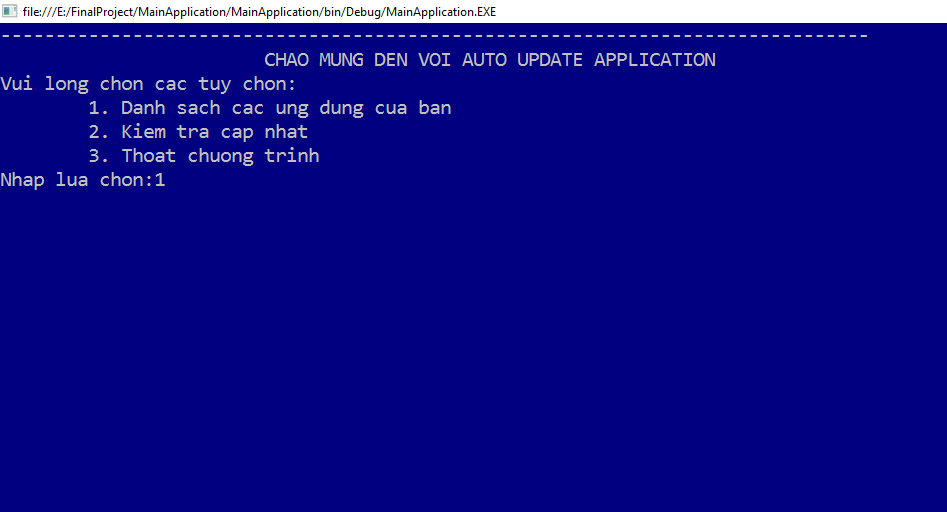 file:///E:/FinalProject/MainApplication/MainApplication/bin/Debug/MainApplication.EXE
-------------------------------------------------------------------------------
CHAO MUNG DEN VOI AUTO UPDATE APPLICATION
Vui long chon cac tuy chon:
1. Danh sach cac ung dung cua ban
2. Kiem tra cap nhat
3. Thoat chuong trinh
Nhap lua chon:1